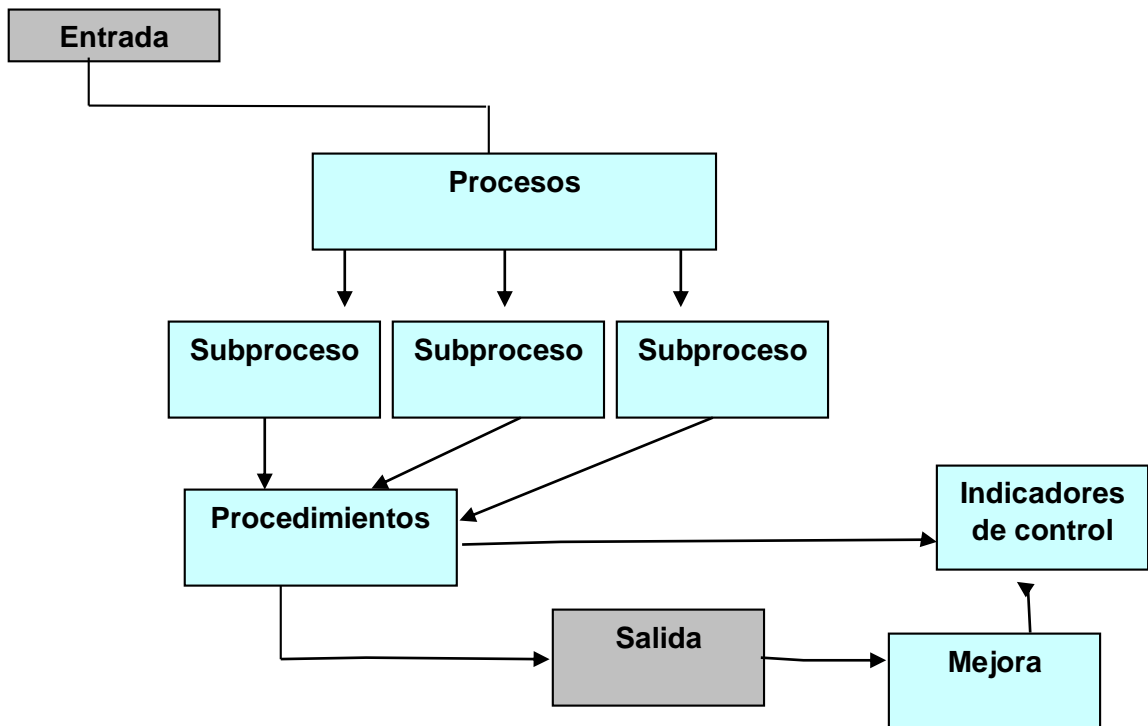 Entrada
Procesos
Subproceso
Subproceso
Subproceso
Procedimientos
Indicadores
de control
Salida
Mejora